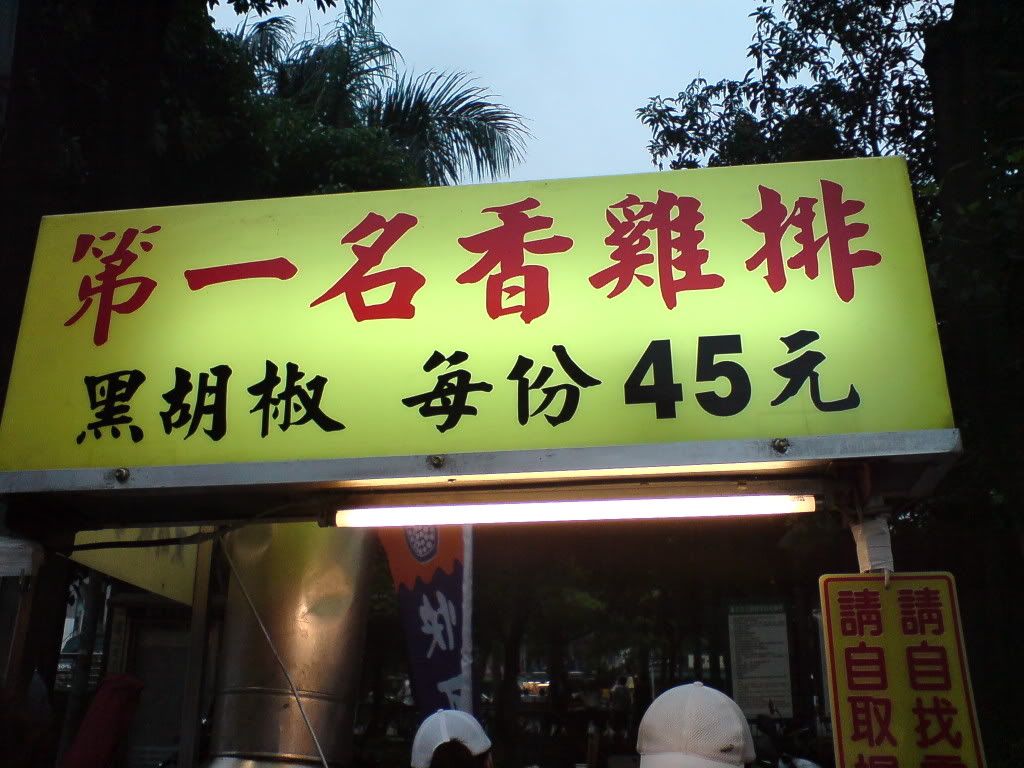 第一名香雞排
黑胡椒 每份45元
快
請自找
請自取